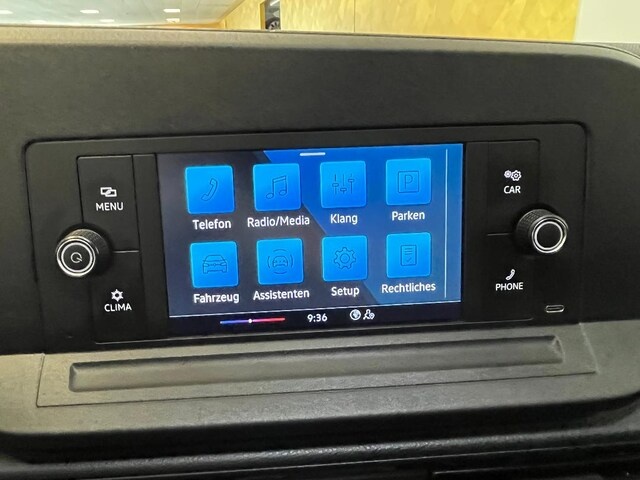 MENU
CLIMA
Telefon
Radio/Media
Klang
Parken
P
Fahrzeug
Assistenten
Setup
Rechtliches
9:36
CAR
PHONE